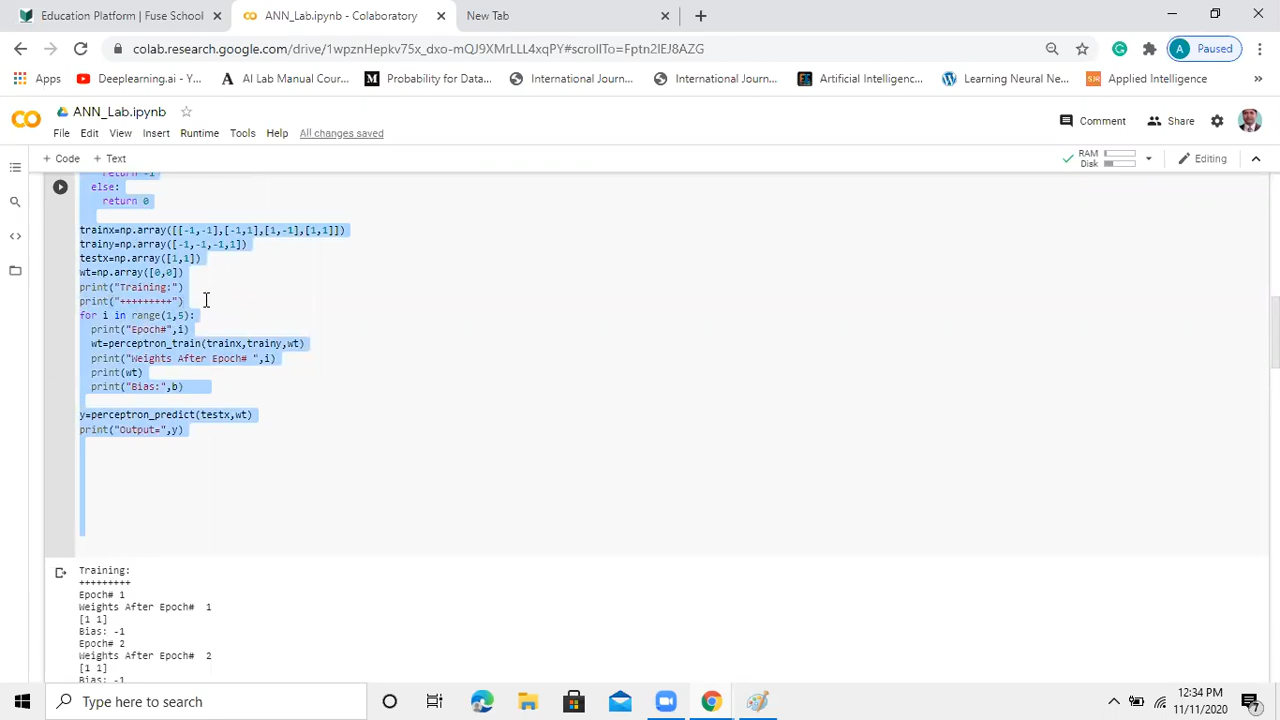 Education Platform | Fuse School
ANN_Lab.ipynb - Colaboratory
New Tab
colab.research.google.com/drive/1wpznHepkv75x_dxo-mQJ9XMrLLL4xqPY#scrollTo=Fptn2lEJ8AZG
A Paused
Apps
Deeplearning.ai - Y...
AI Lab Manual Cour...
Probability for Data...
International Journ...
International Journ...
Artificial Intelligenc...
Learning Neural Ne...
Applied Intelligence
ANN_Lab.ipynb
Comment
Share
File Edit View Insert Runtime Tools Help All changes saved
+ Code + Text
RAM
Disk
Editing
return -1
else:
return 0
trainx=np.array([[-1,-1],[-1,1],[1,-1],[1,1]])
trainy=np.array([-1,-1,-1,1])
testx=np.array([1,1])
wt=np.array([0,0])
print("Training:")
print("+++++++++")
for i in range(1,5):
print("Epoch#",i)
wt=perceptron_train(trainx,trainy,wt)
print("Weights After Epoch# ",i)
print(wt)
print("Bias:",b)
y=perceptron_predict(testx,wt)
print("Output=",y)
Training:
+++++++++
Epoch# 1
Weights After Epoch#  1
[1 1]
Bias: -1
Epoch# 2
Weights After Epoch#  2
[1 1]
Bias: -1
Type here to search
12:34 PM
11/11/2020
7